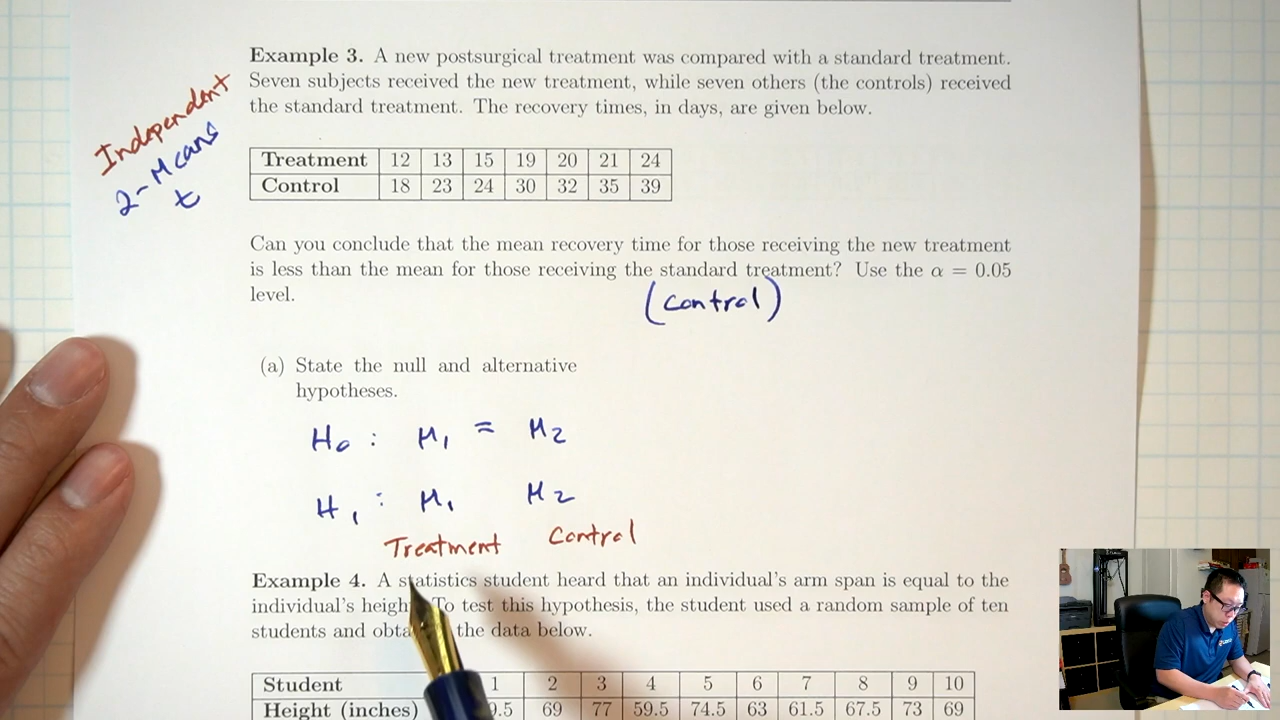 Example 3. A new postsurgical treatment was compared with a standard treatment.
Seven subjects received the new treatment, while seven others (the controls) received
the standard treatment. The recovery times, in days, are given below.
Independent
2-Means
t
Treatment 12 13 15 19 20 21 24
Control 18 23 24 30 32 35 39
Can you conclude that the mean recovery time for those receiving the new treatment
is less than the mean for those receiving the standard treatment? Use the α = 0.05
level.
(control)
(a) State the null and alternative
hypotheses.
H₀ : μ₁ = μ₂
H₁ : μ₁ μ₂
Treatment Control
Example 4. A statistics student heard that an individual's arm span is equal to the
individual's To test this hypothesis, the student used a random sample of ten
students and the data below.
Student 1 2 3 4 5 6 7 8 9 10
Height (inches) 69 77 59.5 74.5 63 61.5 67.5 73 69